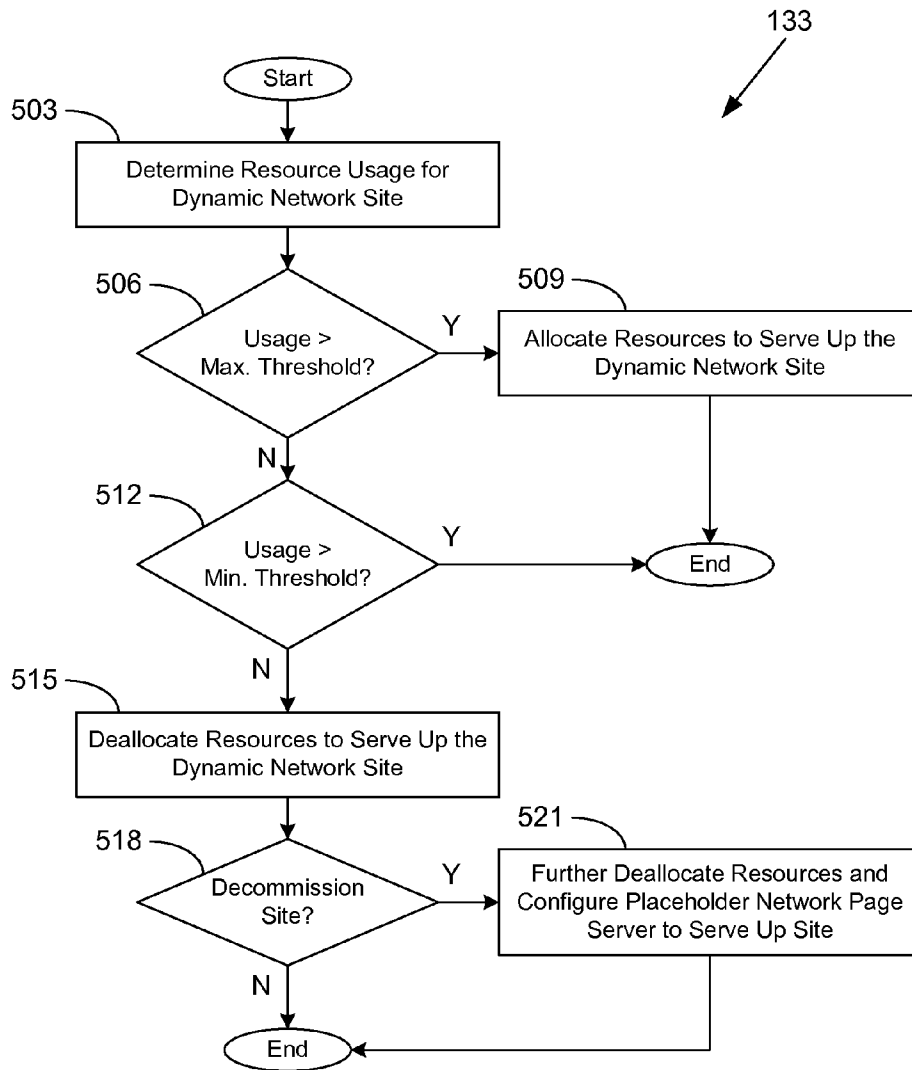 133
Start
503
Determine Resource Usage for
Dynamic Network Site
506
Usage >
Max. Threshold?
Y
509
Allocate Resources to Serve Up the
Dynamic Network Site
N
512
Usage >
Min. Threshold?
Y
End
N
515
Deallocate Resources to Serve Up the
Dynamic Network Site
518
Decommission
Site?
Y
521
Further Deallocate Resources and
Configure Placeholder Network Page
Server to Serve Up Site
N
End